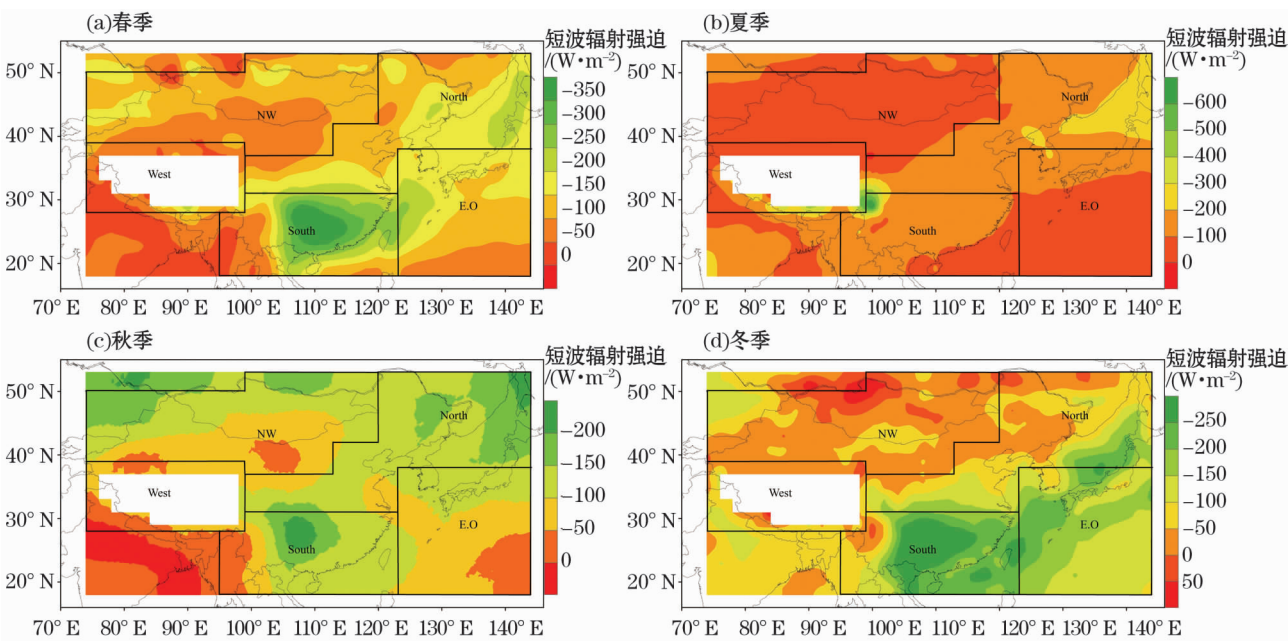 (a)春季
短波辐射强迫
/(W•m−2)
50° N
40° N
30° N
20° N
70° E 80° E 90° E 100° E 110° E 120° E 130° E 140° E
North
NW
West
South
E.O
−350
−300
−250
−200
−150
−100
−50
0
(b)夏季
短波辐射强迫
/(W•m−2)
50° N
40° N
30° N
20° N
70° E 80° E 90° E 100° E 110° E 120° E 130° E 140° E
North
NW
West
South
E.O
−600
−500
−400
−300
−200
−100
0
(c)秋季
短波辐射强迫
/(W•m−2)
50° N
40° N
30° N
20° N
70° E 80° E 90° E 100° E 110° E 120° E 130° E 140° E
North
NW
West
South
E.O
−200
−150
−100
−50
0
(d)冬季
短波辐射强迫
/(W•m−2)
50° N
40° N
30° N
20° N
70° E 80° E 90° E 100° E 110° E 120° E 130° E 140° E
North
NW
West
South
E.O
−250
−200
−150
−100
−50
0
50